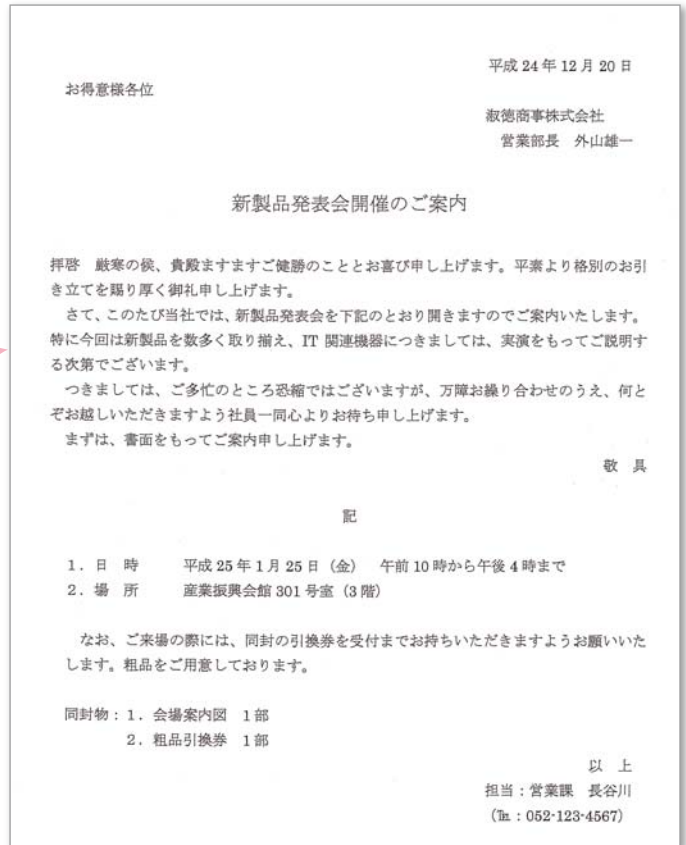 平成 24 年 12 月 20 日
お得意様各位
淑徳商事株式会社
営業部長　外山雄一
新製品発表会開催のご案内
拝啓　厳寒の候、貴殿ますますご健勝のこととお喜び申し上げます。平素より格別のお引
き立てを賜り厚く御礼申し上げます。
　さて、このたび当社では、新製品発表会を下記のとおり開きますのでご案内いたします。
特に今回は新製品を数多く取り揃え、IT 関連機器につきましては、実演をもってご説明す
る次第でございます。
　つきましては、ご多忙のところ恐縮ではございますが、万障お繰り合わせのうえ、何と
ぞお越しいただきますよう社員一同心よりお待ち申し上げます。
　まずは、書面をもってご案内申し上げます。
敬　具
記
１．日　時　　平成 25 年 1 月 25 日（金）　午前 10 時から午後 4 時まで
２．場　所　　産業振興会館 301 号室（3 階）
　なお、ご来場の際には、同封の引換券を受付までお持ちいただきますようお願いいた
します。粗品をご用意しております。
同封物：１．会場案内図　1 部
２．粗品引換券　1 部
以　上
担当：営業課　長谷川
（℡：052-123-4567）